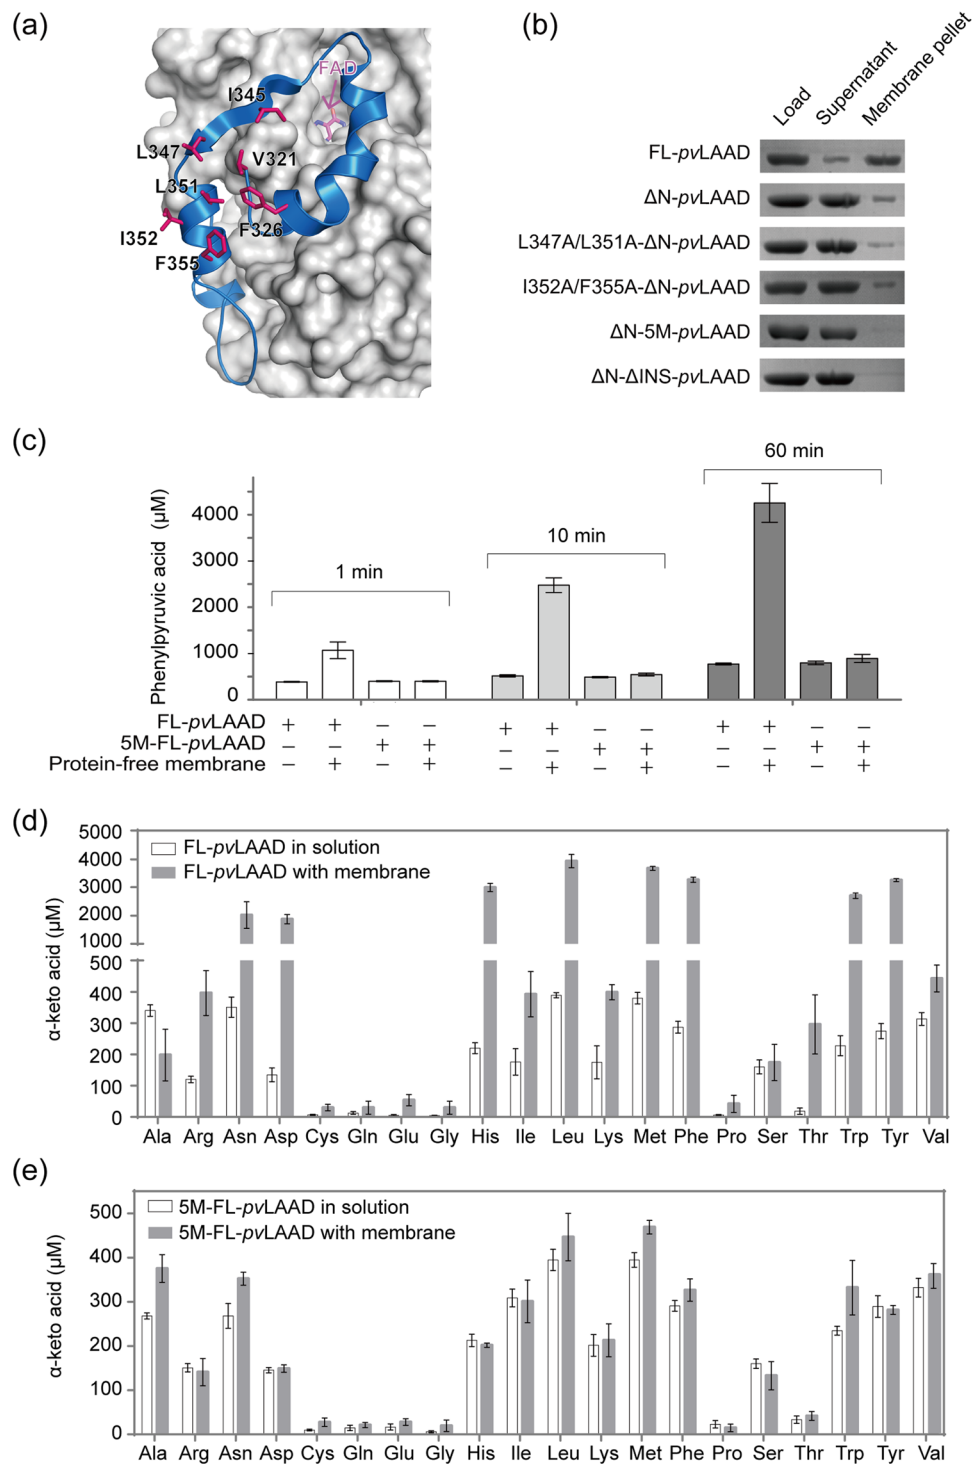 (a)
FAD
I345
L347
V321
L351
I352
F326
F355
(b)
Load
Supernatant
Membrane pellet
FL-pvLAAD
ΔN-pvLAAD
L347A/L351A-ΔN-pvLAAD
I352A/F355A-ΔN-pvLAAD
ΔN-5M-pvLAAD
ΔN-ΔINS-pvLAAD
(c)
Phenylpyruvic acid (μM)
4000
3000
2000
1000
0
1 min
10 min
60 min
FL-pvLAAD + + − − + + − − + + − −
5M-FL-pvLAAD − − + + − − + + − − + +
Protein-free membrane − + − + − + − + − + − +
(d)
α-keto acid (μM)
5000
4000
3000
2000
1000
500
400
300
200
100
0
FL-pvLAAD in solution
FL-pvLAAD with membrane
Ala Arg Asn Asp Cys Gln Glu Gly His Ile Leu Lys Met Phe Pro Ser Thr Trp Tyr Val
(e)
α-keto acid (μM)
500
400
300
200
100
0
5M-FL-pvLAAD in solution
5M-FL-pvLAAD with membrane
Ala Arg Asn Asp Cys Gln Glu Gly His Ile Leu Lys Met Phe Pro Ser Thr Trp Tyr Val